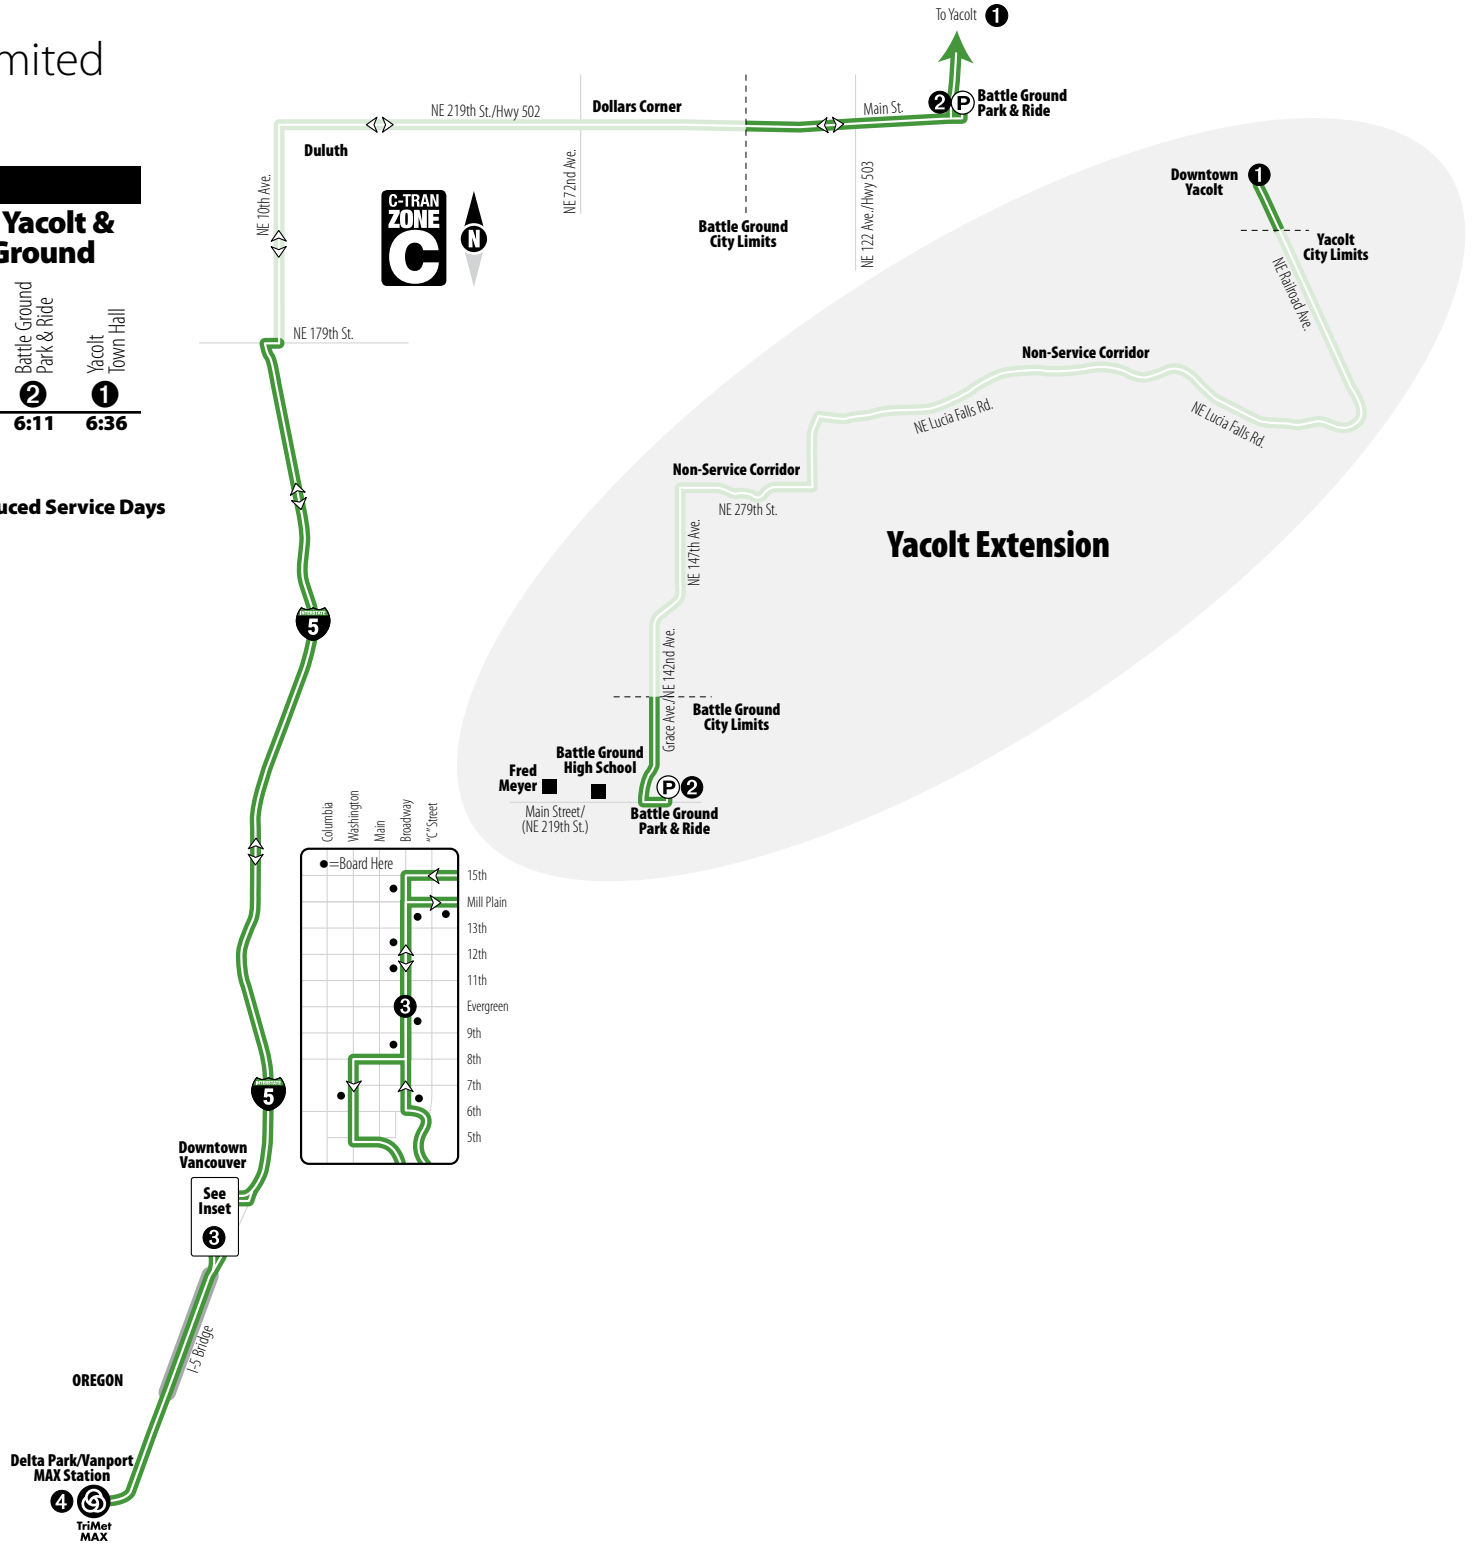 mited
To Yacolt 1
2 P Battle Ground
Park & Ride
NE 219th St./Hwy 502
Dollars Corner
Main St.
Duluth
NE 10th Ave.
NE 72nd Ave.
NE 122 Ave./Hwy 503
Battle Ground
City Limits
C-TRAN
ZONE
C
N
NE 179th St.
Yacolt &
Ground
Battle Ground
Park & Ride
Yacolt
Town Hall
2 1
6:11 6:36
uced Service Days
Downtown
Yacolt
1
Yacolt
City Limits
NE Railroad Ave.
Non-Service Corridor
NE Lucia Falls Rd.
NE Lucia Falls Rd.
Non-Service Corridor
NE 279th St.
NE 147th Ave.
Yacolt Extension
Grace Ave./NE 142nd Ave.
Battle Ground
City Limits
Battle Ground
High School
Fred
Meyer
P 2
Main Street/
(NE 219th St.)
Battle Ground
Park & Ride
INTERSTATE
5
Columbia
Washington
Main
Broadway
"C" Street
=Board Here
15th
Mill Plain
13th
12th
11th
3
Evergreen
9th
8th
7th
6th
5th
INTERSTATE
5
Downtown
Vancouver
See
Inset
3
I-5 Bridge
OREGON
Delta Park/Vanport
MAX Station
4
TriMet
MAX